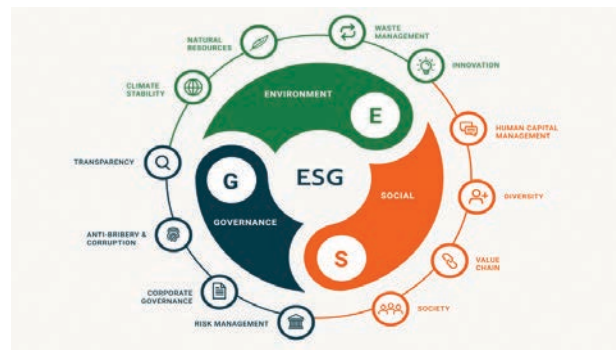 WASTE
MANAGEMENT
NATURAL
RESOURCES
INNOVATION
CLIMATE
STABILITY
ENVIRONMENT
E
HUMAN CAPITAL
MANAGEMENT
TRANSPARENCY
G
ESG
SOCIAL
DIVERSITY
GOVERNANCE
ANTI-BRIBERY &
CORRUPTION
S
VALUE
CHAIN
CORPORATE
GOVERNANCE
SOCIETY
RISK MANAGEMENT